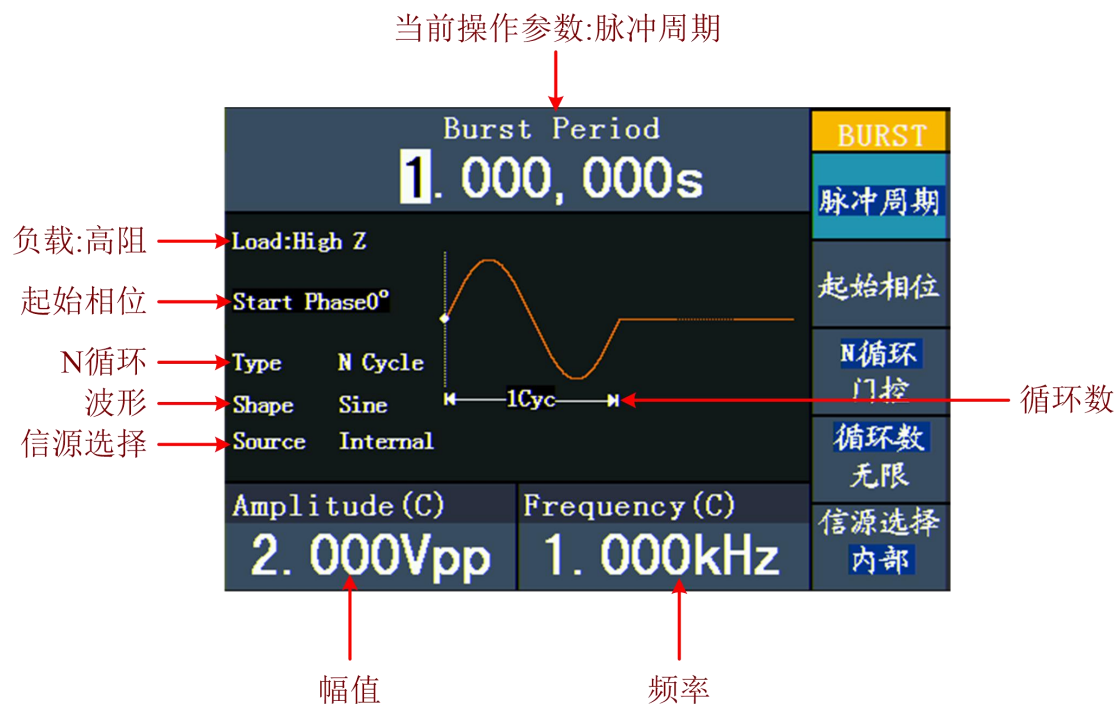 当前操作参数:脉冲周期
Burst Period
1.000,000s
BURST
脉冲周期
起始相位
N循环
门控
循环数
无限
信源选择
内部
负载:高阻
Load:High Z
起始相位
Start Phase0°
N循环
Type N Cycle
波形
Shape Sine
信源选择
Source Internal
1Cyc
循环数
Amplitude(C)
2.000Vpp
Frequency(C)
1.000kHz
幅值
频率